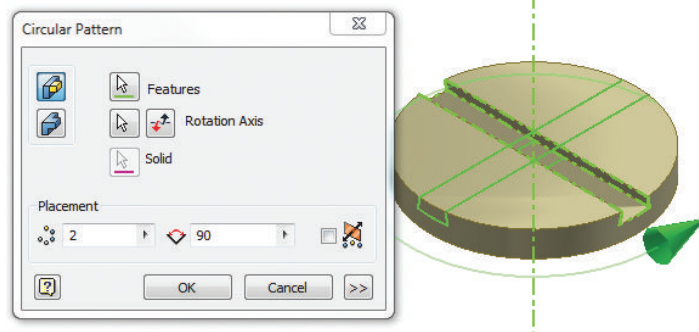 Circular Pattern
Features
Rotation Axis
Solid
Placement
2
90
?
OK
Cancel
>>